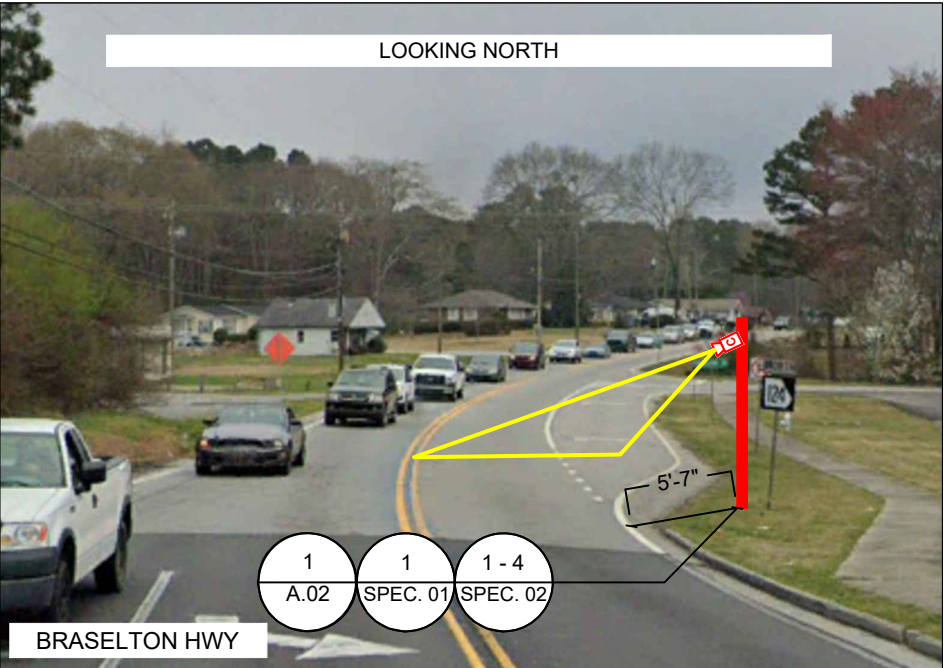 LOOKING NORTH
124
5'-7"
1
A.02
1
SPEC. 01
1 - 4
SPEC. 02
BRASELTON HWY